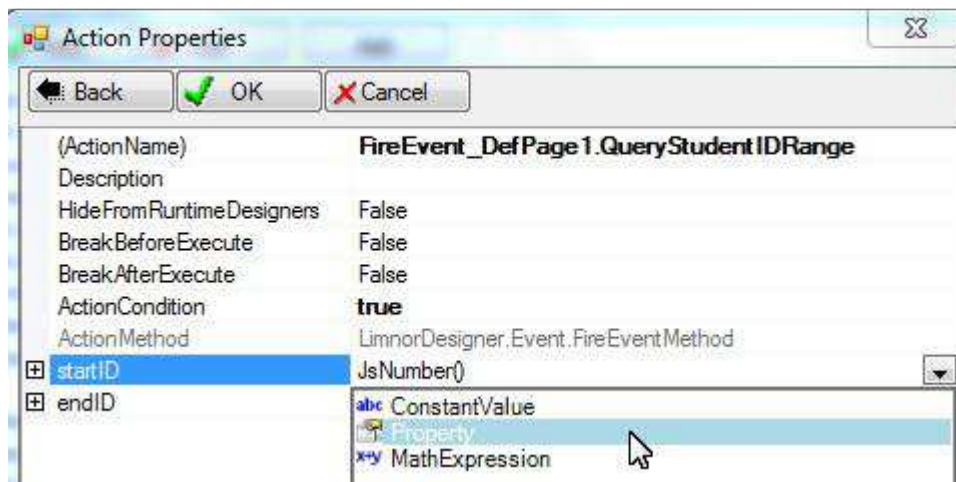 Action Properties
Back OK Cancel
(ActionName) FireEvent_DefPage1.QueryStudentIDRange
Description
HideFromRuntimeDesigners False
BreakBeforeExecute False
BreakAfterExecute False
ActionCondition true
ActionMethod LimnorDesigner.Event.FireEventMethod
startID JsNumber()
endID abc ConstantValue
Property
x+y MathExpression